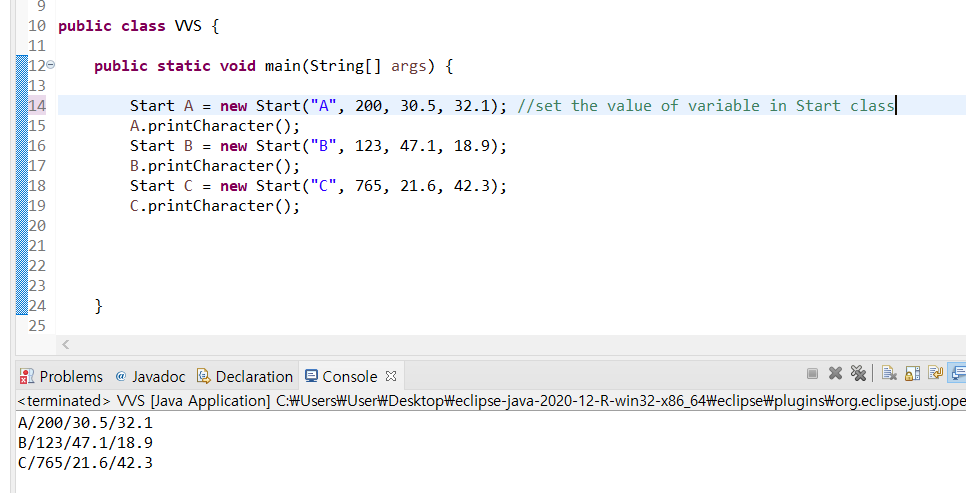 9
10 public class VVS {
11
12 public static void main(String[] args) {
13
14 Start A = new Start("A", 200, 30.5, 32.1); //set the value of variable in Start class
15 A.printCharacter();
16 Start B = new Start("B", 123, 47.1, 18.9);
17 B.printCharacter();
18 Start C = new Start("C", 765, 21.6, 42.3);
19 C.printCharacter();
20
21
22
23
24 }
25
Problems @ Javadoc Declaration Console
<terminated> VVS [Java Application] C:₩Users₩User₩Desktop₩eclipse-java-2020-12-R-win32-x86_64₩eclipse₩plugins₩org.eclipse.justj.ope
A/200/30.5/32.1
B/123/47.1/18.9
C/765/21.6/42.3